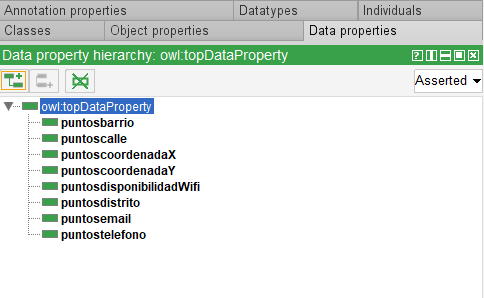 Annotation properties Datatypes Individuals
Classes Object properties Data properties
Data property hierarchy: owl:topDataProperty
Asserted
owl:topDataProperty
puntosbarrio
puntoscalle
puntoscoordenadaX
puntoscoordenadaY
puntosdisponibilidadWifi
puntosdistrito
puntosemail
puntostelefono